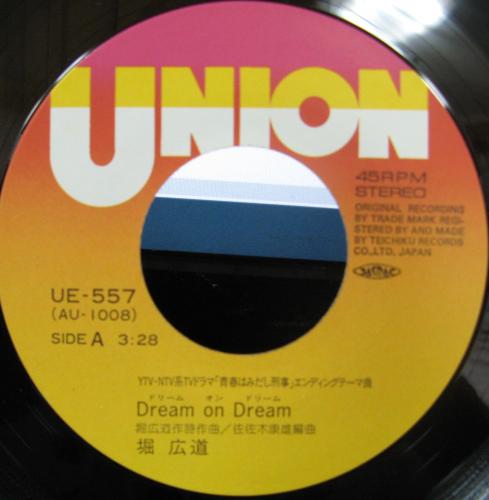 UNION
45RPM
STEREO
ORIGINAL RECORDING
BY TRADE MARK REGI-
STERED BY AND MADE
BY TEICHIKU RECORDS
CO.,LTD, JAPAN
UE-557
(AU-1008)
SIDE A 3:28
YTV・NTV系TVドラマ「青春はみだし刑事」エンディングテーマ曲
ドリーム オン ドリーム
Dream on Dream
堀広道作詩作曲/佐佐木康雄編曲
堀 広道